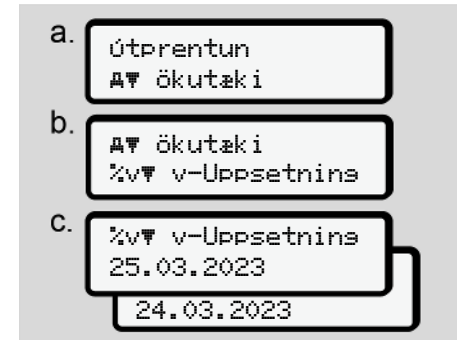 a.
útprentun
A▼ ökutæki
b.
A▼ ökutæki
%v▼ v-Uppsetning
c.
%v▼ v-Uppsetning
25.03.2023
24.03.2023